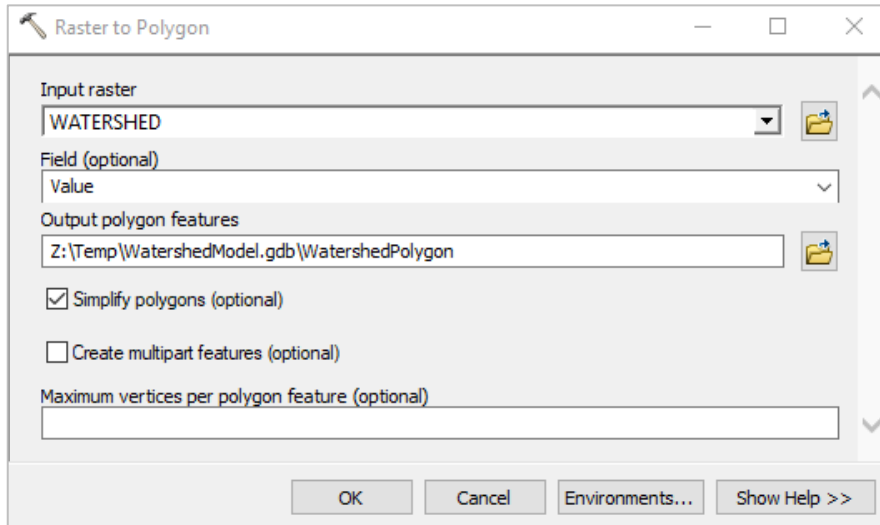 Raster to Polygon
Input raster
WATERSHED
Field (optional)
Value
Output polygon features
Z:\Temp\WatershedModel.gdb\WatershedPolygon
Simplify polygons (optional)
Create multipart features (optional)
Maximum vertices per polygon feature (optional)
OK Cancel Environments... Show Help >>